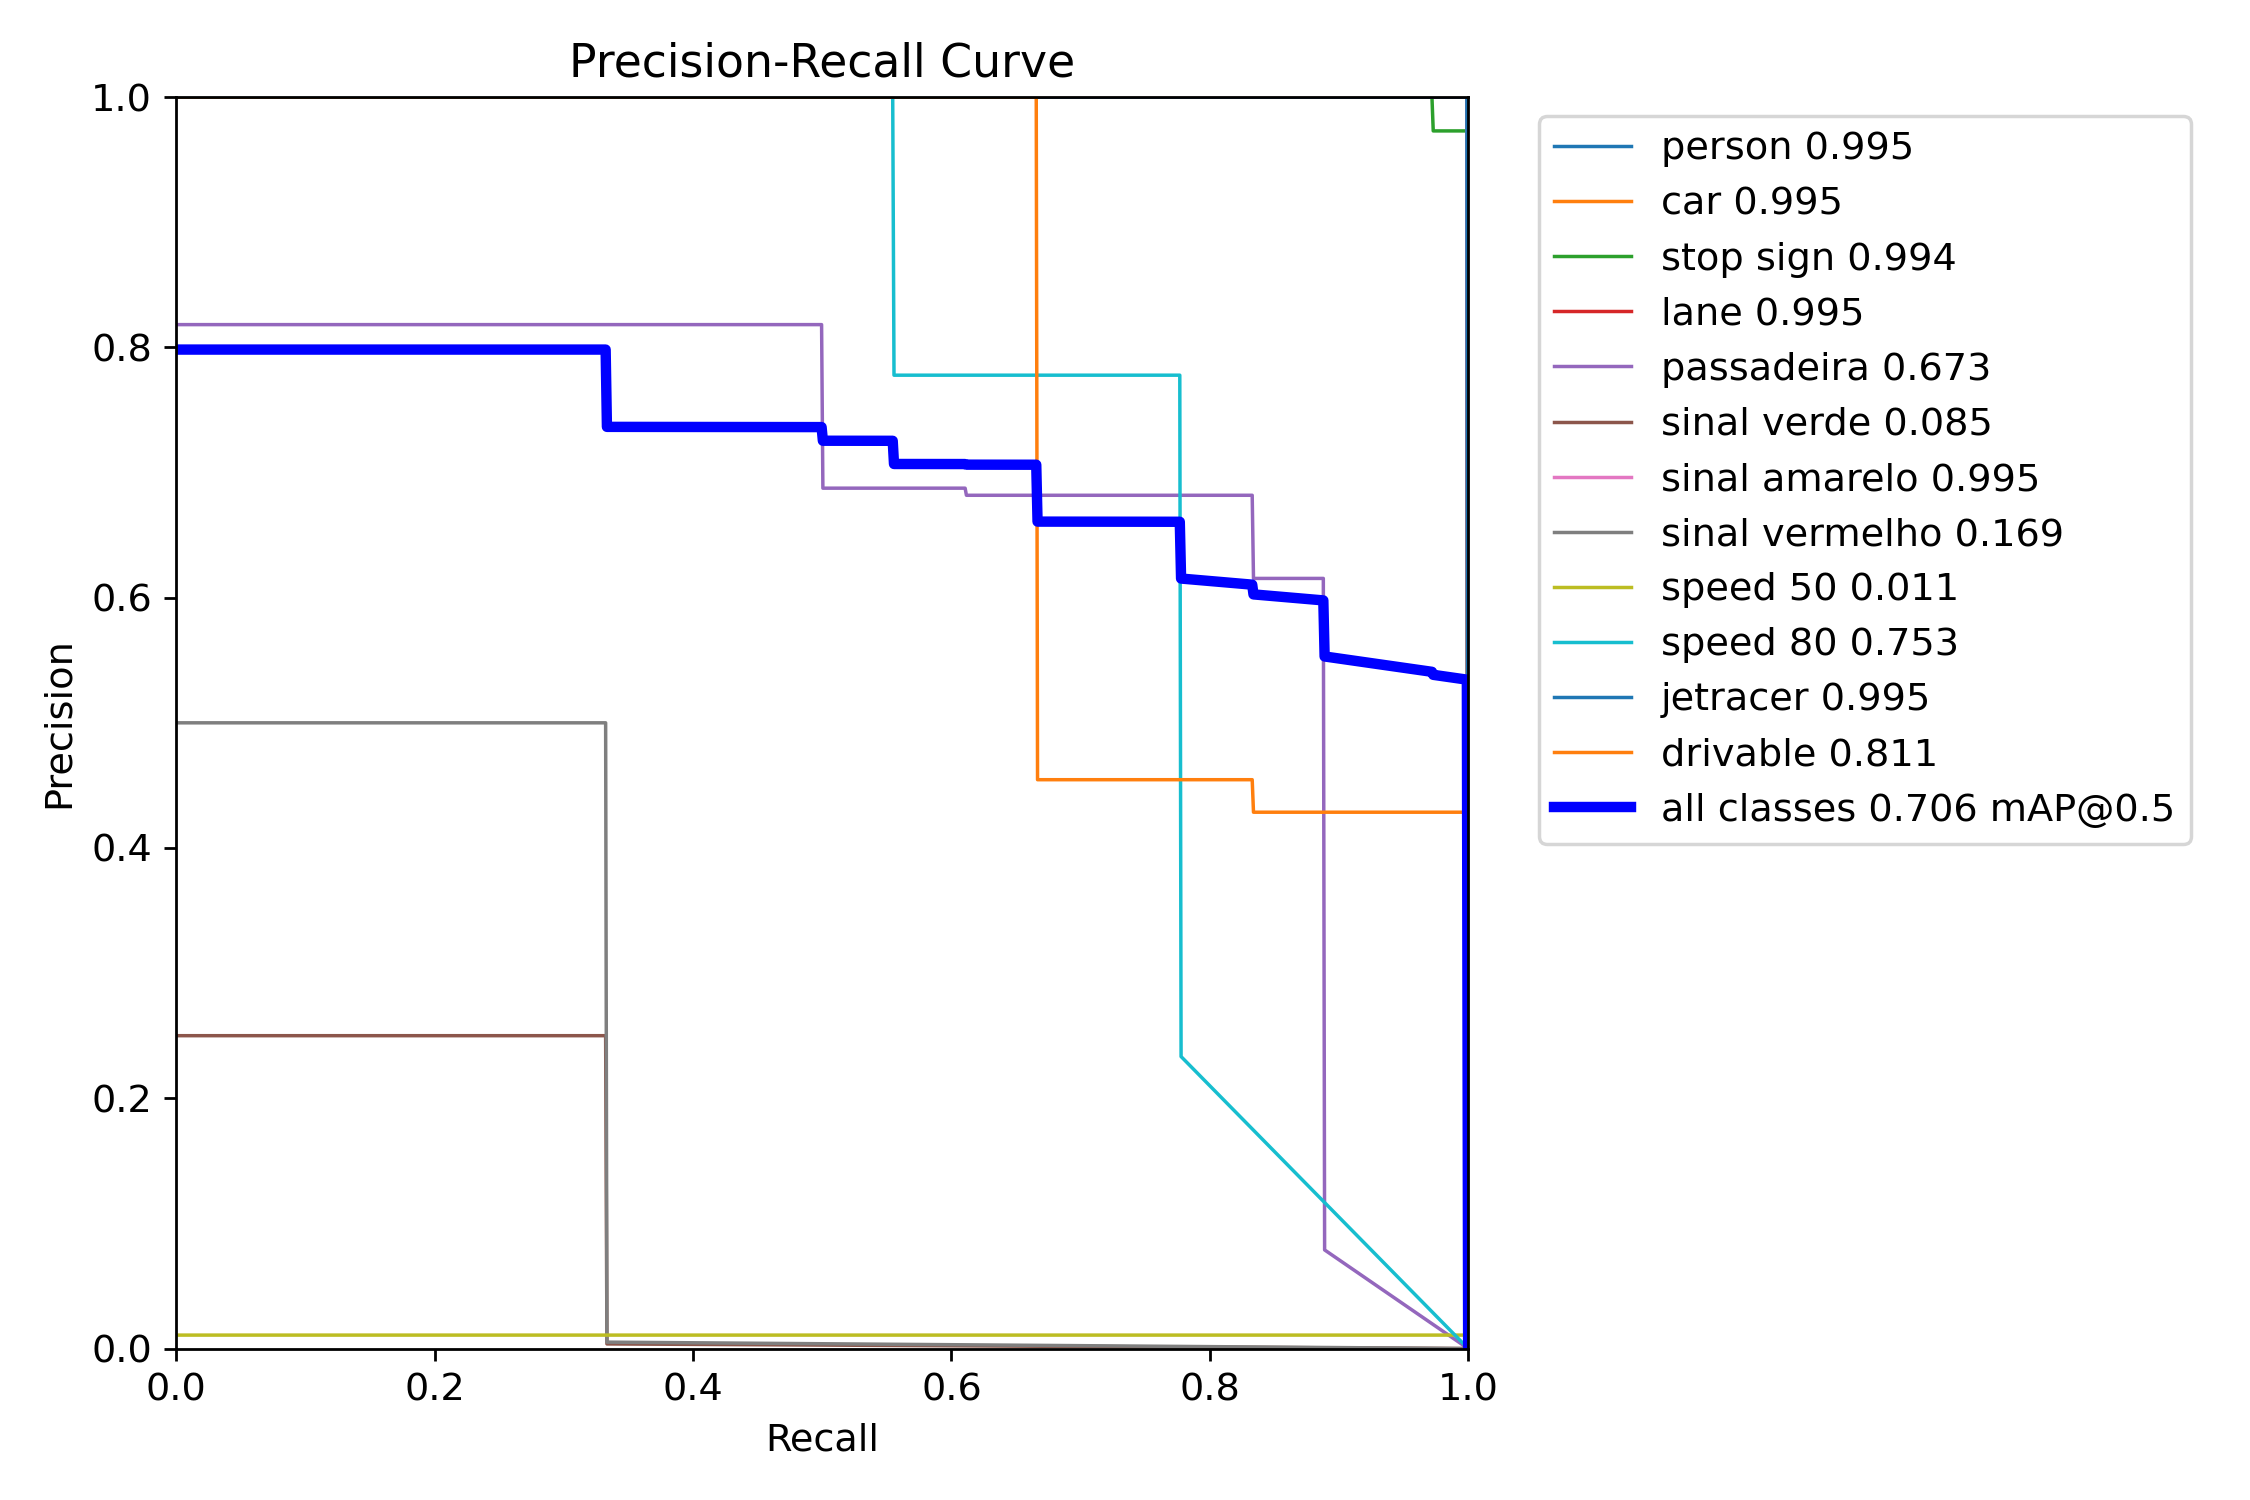 Precision-Recall Curve
1.0
0.8
0.6
0.4
0.2
0.0
Precision
0.0 0.2 0.4 0.6 0.8 1.0
Recall
person 0.995
car 0.995
stop sign 0.994
lane 0.995
passadeira 0.673
sinal verde 0.085
sinal amarelo 0.995
sinal vermelho 0.169
speed 50 0.011
speed 80 0.753
jetracer 0.995
drivable 0.811
all classes 0.706 mAP@0.5